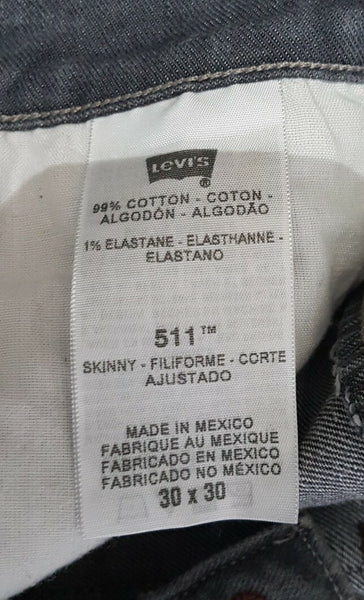 LEVI'S
®
99% COTTON - COTON -
ALGODÓN - ALGODÃO
1% ELASTANE - ELASTHANNE -
ELASTANO
511™
SKINNY - FILIFORME - CORTE
AJUSTADO
MADE IN MEXICO
FABRIQUE AU MEXIQUE
FABRICADO EN MEXICO
FABRICADO NO MÉXICO
30 x 30